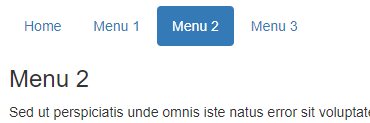 Home Menu 1 Menu 2 Menu 3
Menu 2
Sed ut perspiciatis unde omnis iste natus error sit voluptate